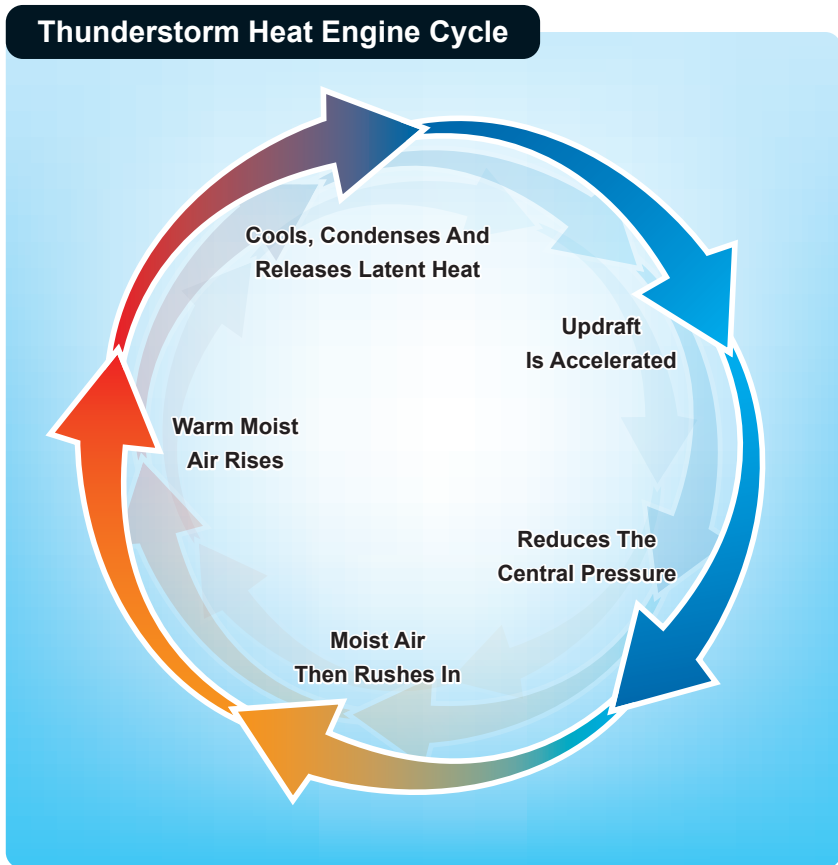 Thunderstorm Heat Engine Cycle
Cools, Condenses And
Releases Latent Heat
Updraft
Is Accelerated
Warm Moist
Air Rises
Reduces The
Central Pressure
Moist Air
Then Rushes In